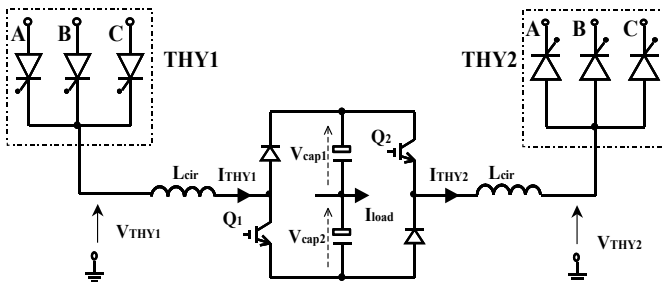 A B C
THY1
A B C
THY2
Lcir
ITHY1
VTHY1
Q1
Vcap1
Vcap2
Iload
Q2
ITHY2
Lcir
VTHY2